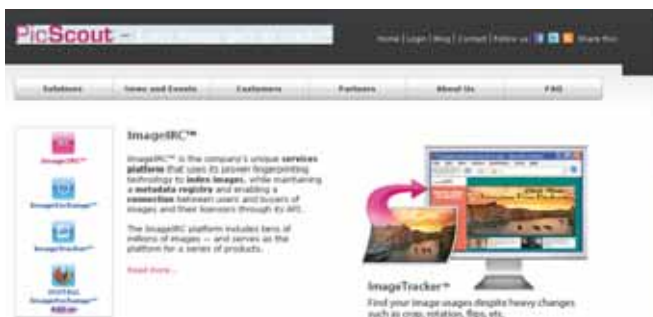 PicScout
Home | Login | Blog | Contact | Follow us Share this
Solutions News and Events Customers Partners About Us FAQ
ImageIRC™
ImageExchange™
ImageTracker™
ImageExchange™
ImageIRC™
ImageIRC™ is the company's unique services
platform that uses its proven fingerprinting
technology to index images, while maintaining
a metadata registry and enabling a
connection between users and buyers of
images and their licensors through its API.
The ImageIRC platform includes tens of
millions of images -- and serves as the
platform for a series of products.
Read more...
ImageTracker™
Find your image usages despite heavy changes
such as crop, rotation, flips, etc.